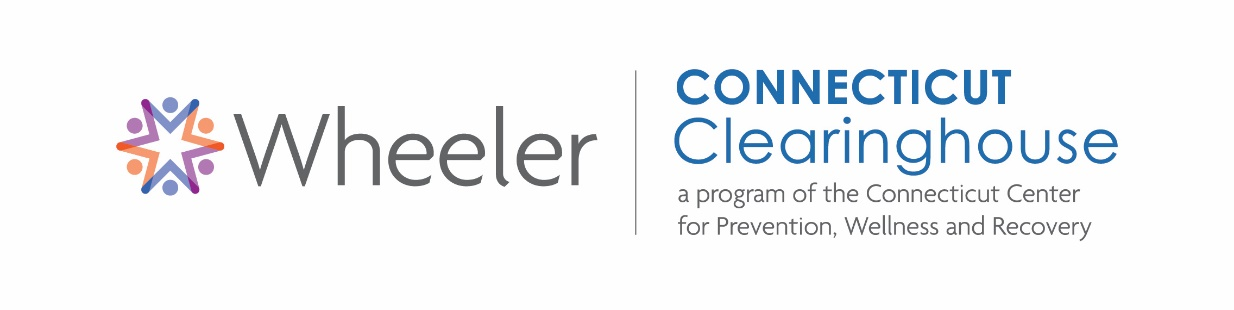 Wheeler
CONNECTICUT
Clearinghouse
a program of the Connecticut Center
for Prevention, Wellness and Recovery